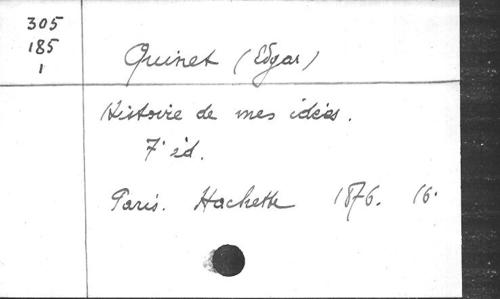 305
185
1
Quinet (Edgar)
Histoire de mes idées.
7e éd.
Paris. Hachette 1876. 16.